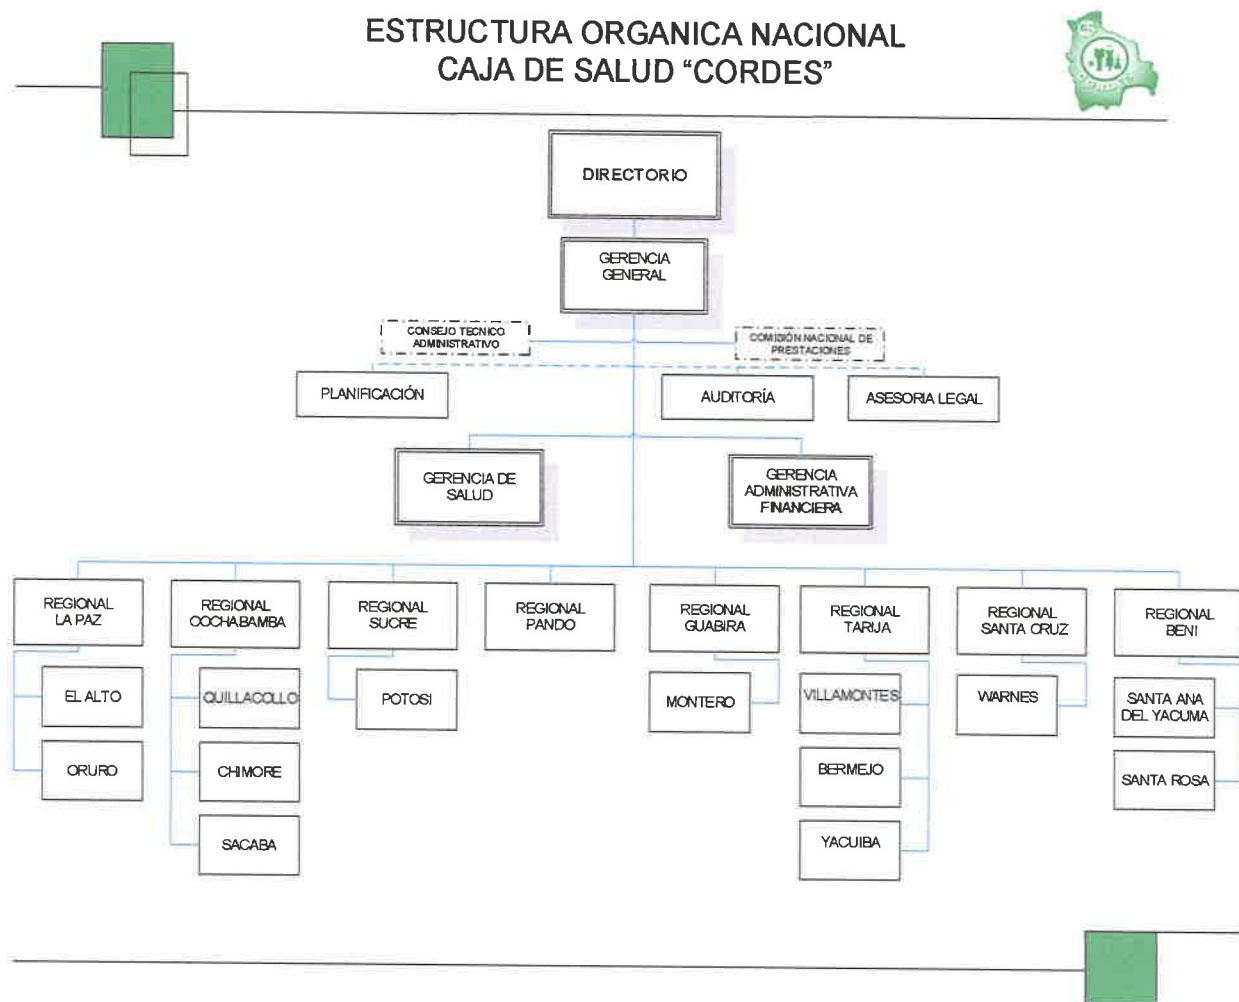 ESTRUCTURA ORGANICA NACIONAL
CAJA DE SALUD “CORDES”
DIRECTORIO
GERENCIA
GENERAL
CONSEJO TECNICO
ADMINISTRATIVO
COMISIÓN NACIONAL DE
PRESTACIONES
PLANIFICACIÓN
AUDITORÍA
ASESORIA LEGAL
GERENCIA DE
SALUD
GERENCIA
ADMINISTRATIVA
FINANCIERA
REGIONAL
LA PAZ
REGIONAL
COCHABAMBA
REGIONAL
SUCRE
REGIONAL
PANDO
REGIONAL
GUABIRA
REGIONAL
TARIJA
REGIONAL
SANTA CRUZ
REGIONAL
BENI
EL ALTO
QUILLACOLLO
POTOSI
MONTERO
VILLAMONTES
WARNES
SANTA ANA
DEL YACUMA
ORURO
CHIMORE
BERMEJO
SANTA ROSA
SACABA
YACUIBA